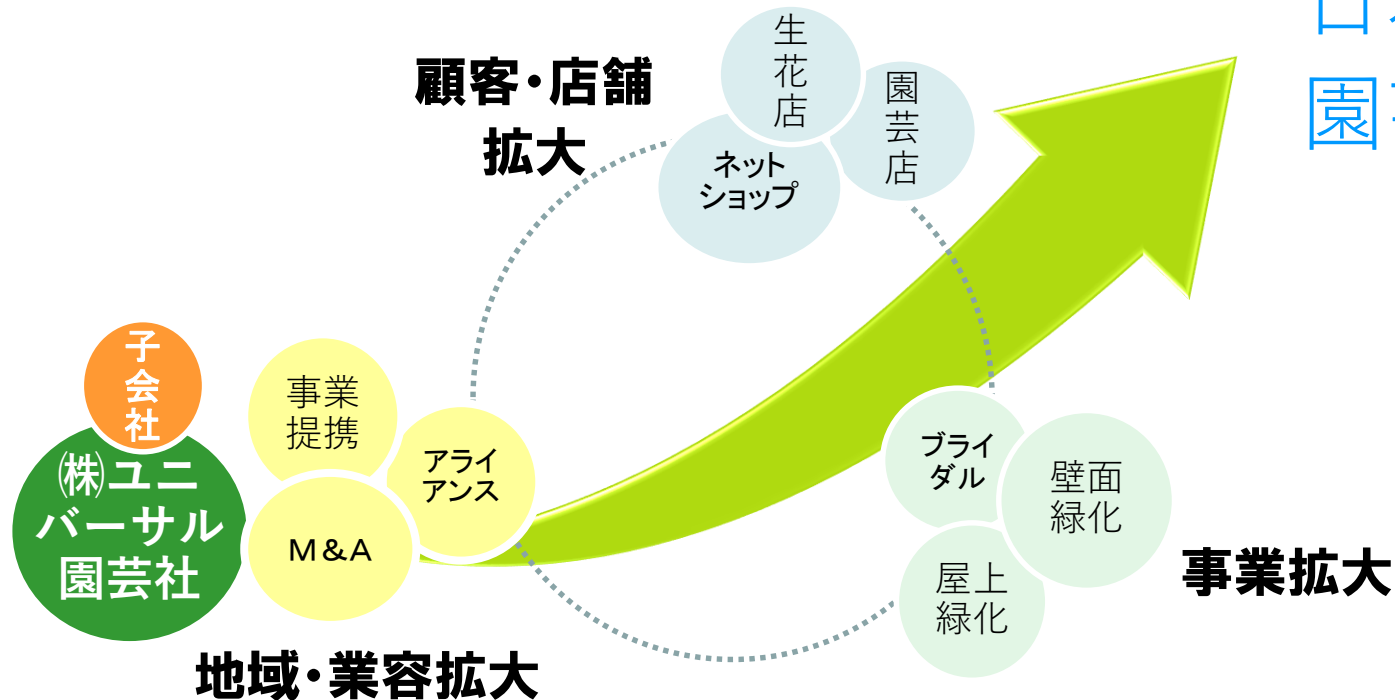 顧客・店舗
拡大
生花店
園芸店
ネット
ショップ
園
子会社
㈱ユニ
バーサル
園芸社
事業
提携
アライ
アンス
M&A
地域・業容拡大
ブライ
ダル
壁面
緑化
屋上
緑化
事業拡大